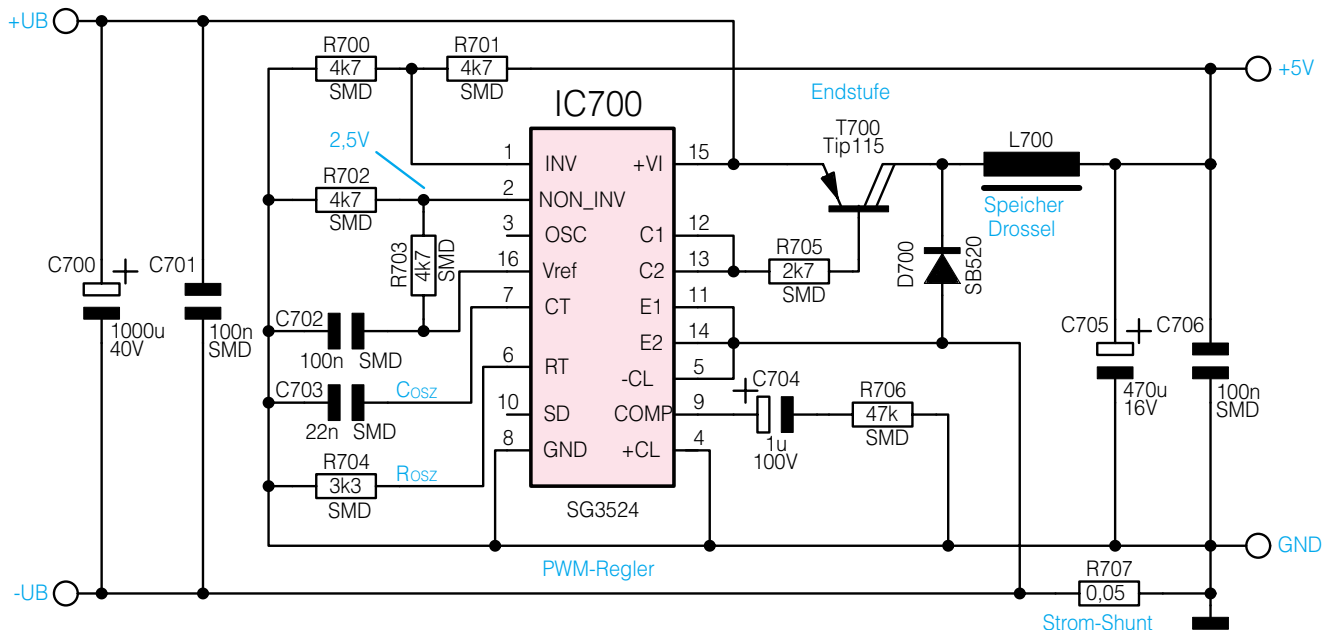 +UB
R700
4k7
SMD
R701
4k7
SMD
+5V
Endstufe
IC700
T700
Tip115
L700
2,5V
1
INV
+VI
15
R702
4k7
SMD
2
NON_INV
Speicher
Drossel
3
OSC
C1
12
R703
4k7
SMD
R705
2k7
SMD
D700
SB520
C700
+
1000u
40V
C701
100n
SMD
16
Vref
C2
13
7
CT
E1
11
C702
100n
SMD
E2
14
C705
+
470u
16V
C706
100n
SMD
6
RT
-CL
5
C703
22n
SMD
Cosz
C704
+
1u
100V
R706
47k
SMD
10
SD
COMP
9
8
GND
+CL
4
R704
3k3
SMD
Rosz
SG3524
PWM-Regler
GND
-UB
R707
0,05
Strom-Shunt